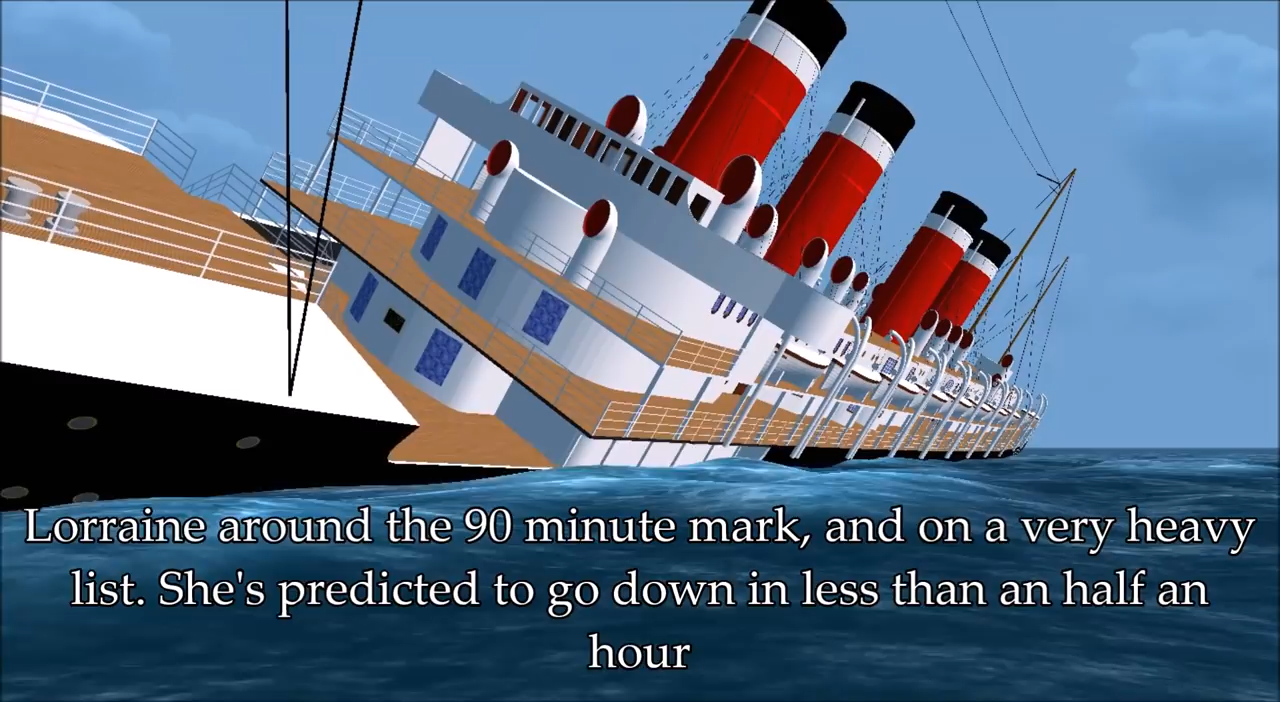 Lorraine around the 90 minute mark, and on a very heavy
list. She's predicted to go down in less than an half an
hour